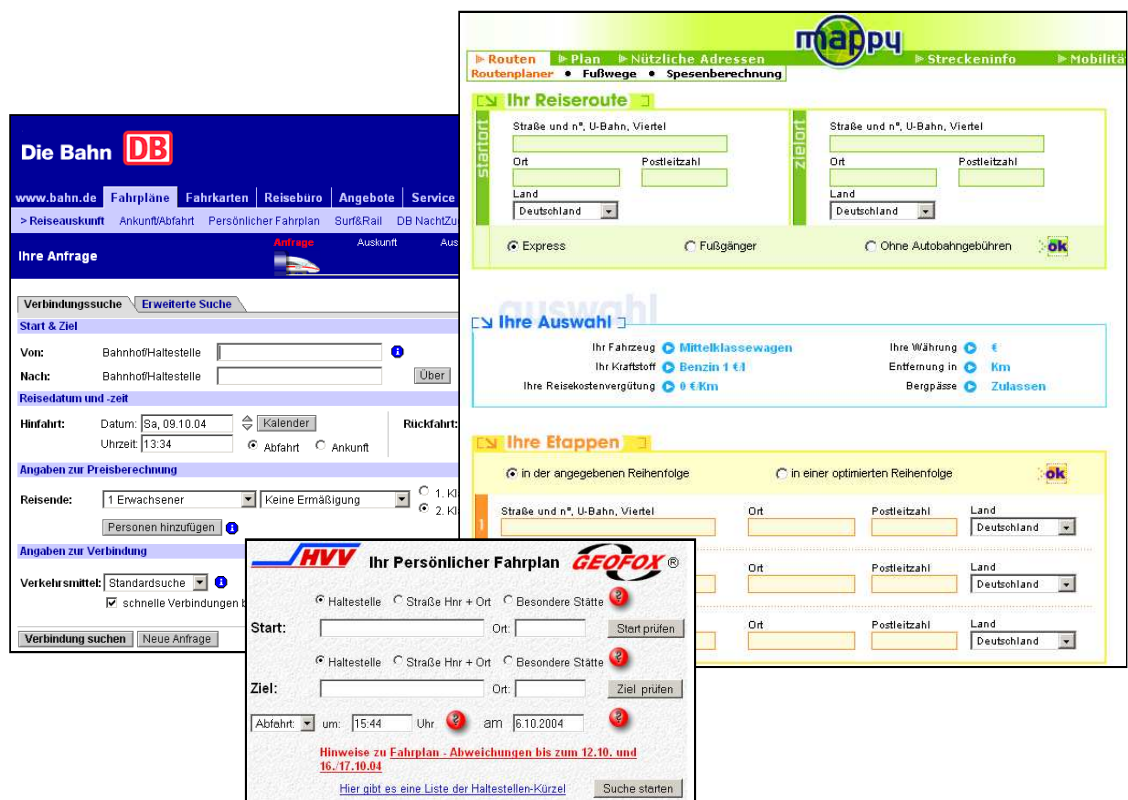 Die Bahn DB
www.bahn.de Fahrpläne Fahrkarten Reisebüro Angebote Service
> Reiseauskunft Ankunft/Abfahrt Persönlicher Fahrplan Surf&Rail DB NachtZu
Ihre Anfrage Anfrage Auskunft Aus
Verbindungssuche Erweiterte Suche
Start & Ziel
Von: Bahnhof/Haltestelle
Nach: Bahnhof/Haltestelle Über
Reisedatum und -zeit
Hinfahrt: Datum: Sa, 09.10.04 Kalender Rückfahrt:
Uhrzeit: 13:34 Abfahrt Ankunft
Angaben zur Preisberechnung
Reisende: 1 Erwachsener Keine Ermäßigung 1. Kl
2. Kl
Personen hinzufügen
Angaben zur Verbindung
Verkehrsmittel: Standardsuche
schnelle Verbindungen b
Verbindung suchen Neue Anfrage
mappy
Routen Plan Nützliche Adressen Streckeninfo Mobilitä
Routenplaner • Fußwege • Spesenberechnung
Ihr Reiseroute
startort
Straße und n°, U-Bahn, Viertel
Ort Postleitzahl
Land
Deutschland
zielort
Straße und n°, U-Bahn, Viertel
Ort Postleitzahl
Land
Deutschland
Express Fußgänger Ohne Autobahngebühren ok
auswahl
Ihre Auswahl
Ihr Fahrzeug Mittelklassewagen Ihre Währung €
Ihr Kraftstoff Benzin 1 €/l Entfernung in Km
Ihre Reisekostenvergütung 0 €/Km Bergpässe Zulassen
Ihre Etappen
in der angegebenen Reihenfolge in einer optimierten Reihenfolge ok
1 Straße und n°, U-Bahn, Viertel Ort Postleitzahl Land
Deutschland
Ort Postleitzahl Land
Deutschland
Ort Postleitzahl Land
Deutschland
HVV Ihr Persönlicher Fahrplan GEOFOX ®
Haltestelle Straße Hnr + Ort Besondere Stätte ?
Start: Ort: Start prüfen
Haltestelle Straße Hnr + Ort Besondere Stätte ?
Ziel: Ort: Ziel prüfen
Abfahrt: um: 15:44 Uhr ? am 6.10.2004 ?
Hinweise zu Fahrplan - Abweichungen bis zum 12.10. und
16./17.10.04
Hier gibt es eine Liste der Haltestellen-Kürzel Suche starten